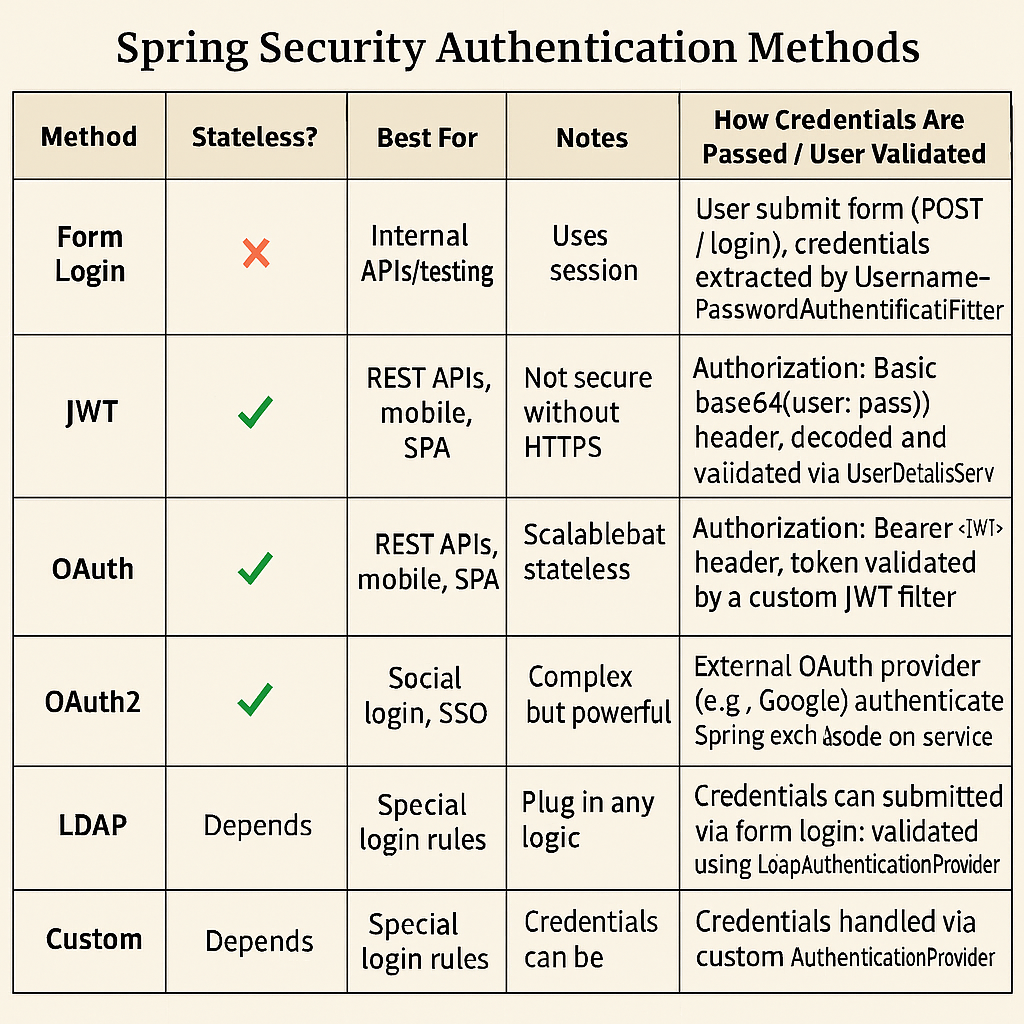 Spring Security Authentication Methods
Method
Stateless?
Best For
Notes
How Credentials Are
Passed / User Validated
Form
Login
Internal
APIs/testing
Uses
session
User submit form (POST
/ login), credentials
extracted by Username–
PasswordAuthentificatiFitter
JWT
REST APIs,
mobile,
SPA
Not secure
without
HTTPS
Authorization: Basic
base64(user: pass))
header, decoded and
vaiidated via UserDetalisServ
OAuth
REST APIs,
mobile, SPA
Scalablebat
stateless
Authorization: Bearer <JWT>
header, token validated
by a custom JWT filter
OAuth2
Social
login, SSO
Complex
but powerful
External OAuth provider
(e.g , Google) authenticate
Spring exch on service
LDAP
Depends
Special
login rules
Plug in any
logic
Credentials can submitted
via form login: validated
using LoapAuthenticationProvider
Custom
Depends
Special
login rules
Credentials
can be
Credentials handled via
custom AuthenticationProvider